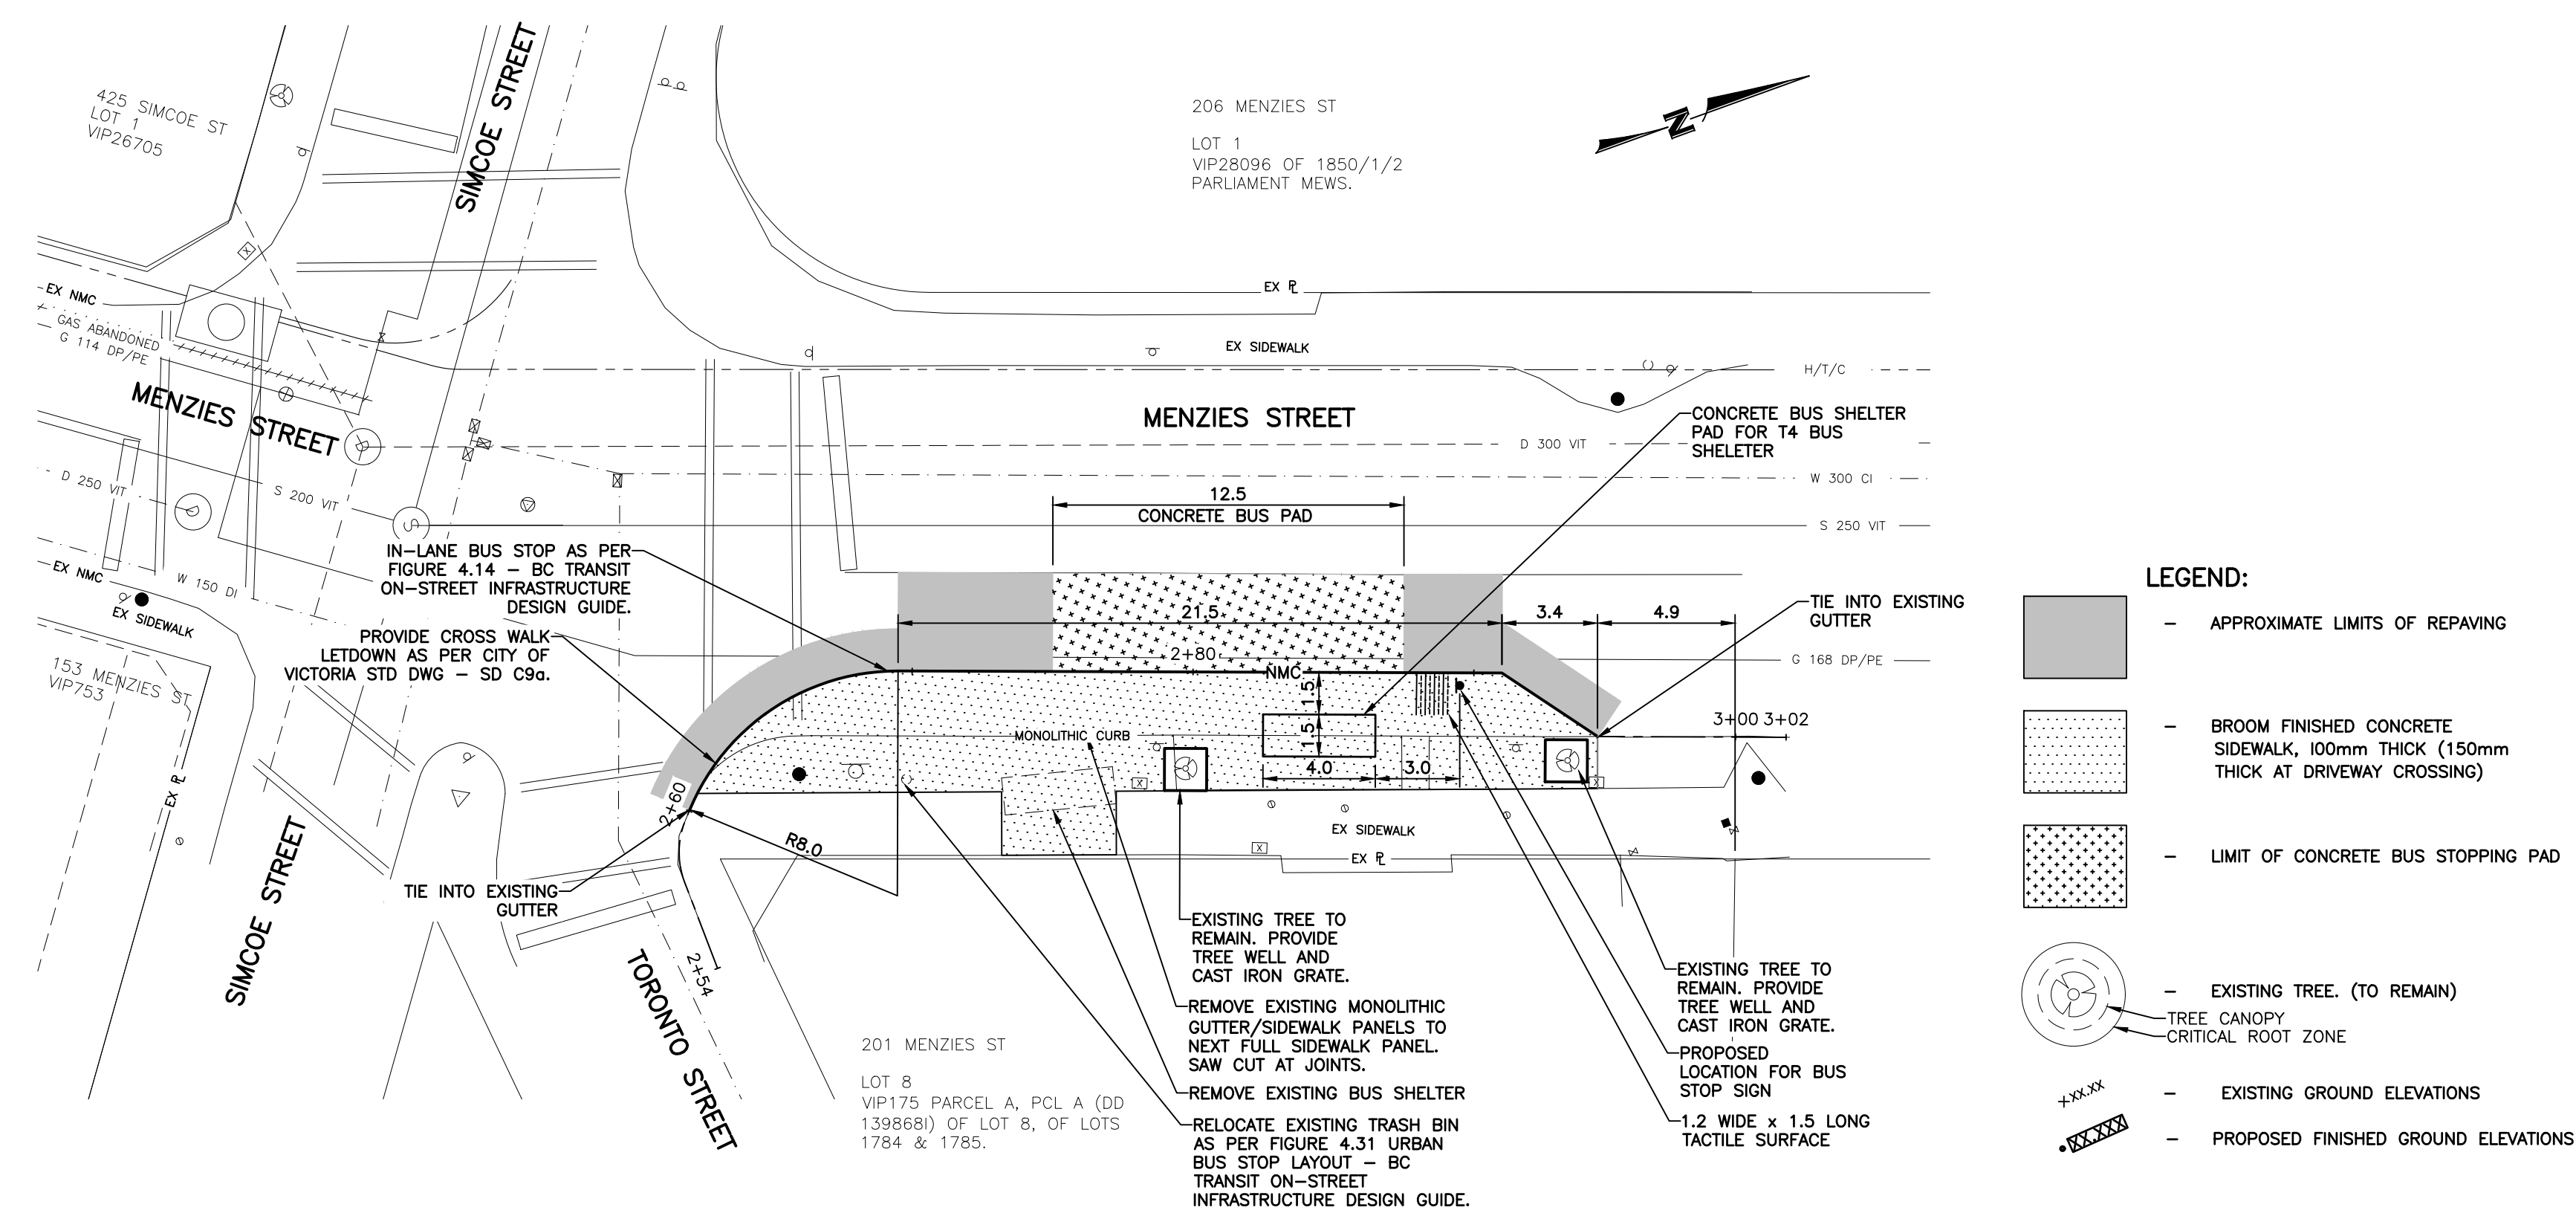 425 SIMCOE ST
LOT 1
VIP26705
SIMCOE STREET
206 MENZIES ST
LOT 1
VIP28096 OF 1850/1/2
PARLIAMENT MEWS.
N
EX NMC
GAS ABANDONED
G 114 DP/PE
EX PL
EX SIDEWALK
H/T/C
MENZIES STREET
MENZIES STREET
D 300 VIT
CONCRETE BUS SHELTER
PAD FOR T4 BUS
SHELETER
D 250 VIT
S 200 VIT
W 300 CI
12.5
CONCRETE BUS PAD
S 250 VIT
D
D
S
EX NMC
W 150 DI
EX SIDEWALK
IN-LANE BUS STOP AS PER
FIGURE 4.14 – BC TRANSIT
ON-STREET INFRASTRUCTURE
DESIGN GUIDE.
PROVIDE CROSS WALK
LETDOWN AS PER CITY OF
VICTORIA STD DWG – SD C9a.
21.5
3.4
4.9
TIE INTO EXISTING
GUTTER
2+80
NMC
G 168 DP/PE
153 MENZIES ST
VIP753
1.5
1.5
MONOLITHIC CURB
3+00 3+02
4.0
3.0
2+60
EX PL
R8.0
EX SIDEWALK
EX PL
TIE INTO EXISTING
GUTTER
SIMCOE STREET
TORONTO STREET
2+54
EXISTING TREE TO
REMAIN. PROVIDE
TREE WELL AND
CAST IRON GRATE.
REMOVE EXISTING MONOLITHIC
GUTTER/SIDEWALK PANELS TO
NEXT FULL SIDEWALK PANEL.
SAW CUT AT JOINTS.
REMOVE EXISTING BUS SHELTER
RELOCATE EXISTING TRASH BIN
AS PER FIGURE 4.31 URBAN
BUS STOP LAYOUT – BC
TRANSIT ON-STREET
INFRASTRUCTURE DESIGN GUIDE.
EXISTING TREE TO
REMAIN. PROVIDE
TREE WELL AND
CAST IRON GRATE.
PROPOSED
LOCATION FOR BUS
STOP SIGN
1.2 WIDE x 1.5 LONG
TACTILE SURFACE
201 MENZIES ST
LOT 8
VIP175 PARCEL A, PCL A (DD
139868I) OF LOT 8, OF LOTS
1784 & 1785.
LEGEND:
– APPROXIMATE LIMITS OF REPAVING
– BROOM FINISHED CONCRETE
SIDEWALK, 100mm THICK (150mm
THICK AT DRIVEWAY CROSSING)
– LIMIT OF CONCRETE BUS STOPPING PAD
– EXISTING TREE. (TO REMAIN)
TREE CANOPY
CRITICAL ROOT ZONE
xxx.xx – EXISTING GROUND ELEVATIONS
XX.XXX – PROPOSED FINISHED GROUND ELEVATIONS